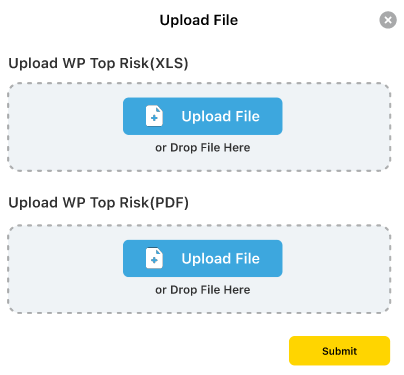 Upload File
Upload WP Top Risk(XLS)
Upload File
or Drop File Here
Upload WP Top Risk(PDF)
Upload File
or Drop File Here
Submit